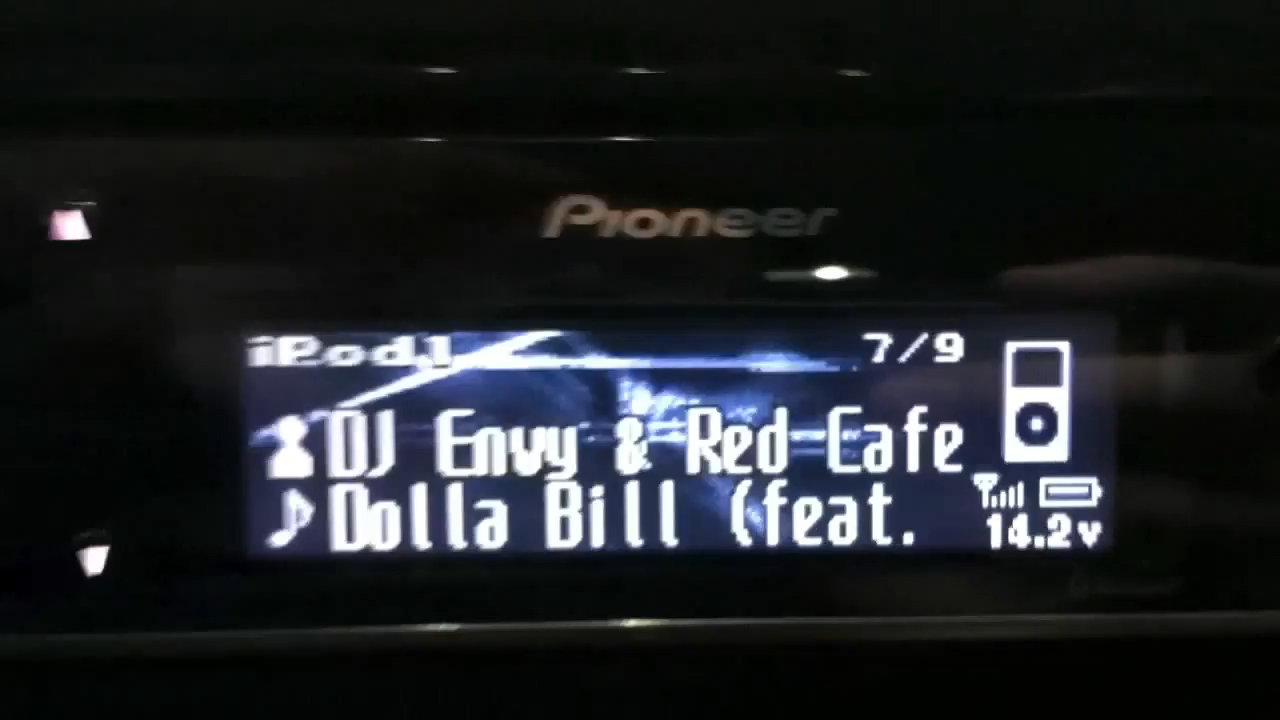 Pioneer
iPod1 7/9
DJ Envy & Red Cafe
Dolla Bill (feat.
14.2v